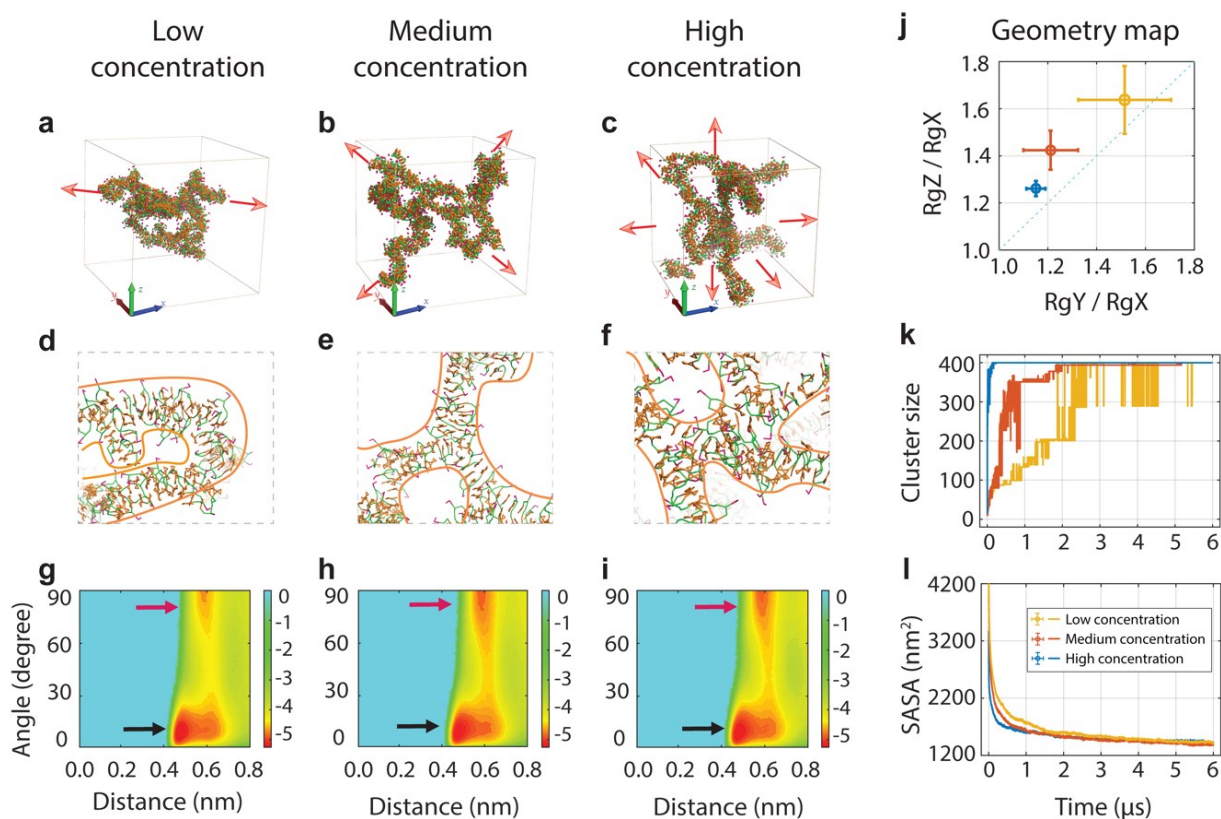 Low
concentration
Medium
concentration
High
concentration
j
Geometry map
a
b
c
z
y
x
z
y
x
z
y
x
1.8
1.6
1.4
1.2
1.0
RgZ / RgX
1.0 1.2 1.4 1.6 1.8
RgY / RgX
d
e
f
k
400
300
200
100
0
Cluster size
0 1 2 3 4 5 6
g
h
i
l
90
60
30
0
Angle (degree)
0
-1
-2
-3
-4
-5
0.0 0.2 0.4 0.6 0.8
Distance (nm)
90
60
30
0
0
-1
-2
-3
-4
-5
0.0 0.2 0.4 0.6 0.8
Distance (nm)
90
60
30
0
0
-1
-2
-3
-4
-5
0.0 0.2 0.4 0.6 0.8
Distance (nm)
4200
3200
2200
1200
SASA (nm²)
Low concentration
Medium concentration
High concentration
0 1 2 3 4 5 6
Time (µs)